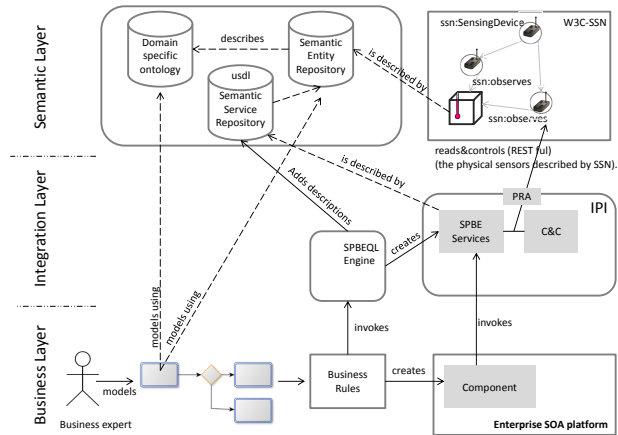 Semantic Layer
Integration Layer
Business Layer
Domain
specific
ontology
describes
Semantic
Entity
Repository
usdl
Semantic
Service
Repository
is described by
ssn:SensingDevice
W3C-SSN
ssn:observes
ssn:observes
reads&controls (REST ful)
(the physical sensors described by SSN).
is described by
Adds descriptions
PRA
IPI
SPBE
Services
C&C
SPBEQL
Engine
creates
models using
models using
invokes
invokes
Business expert
models
Business
Rules
creates
Component
Enterprise SOA platform